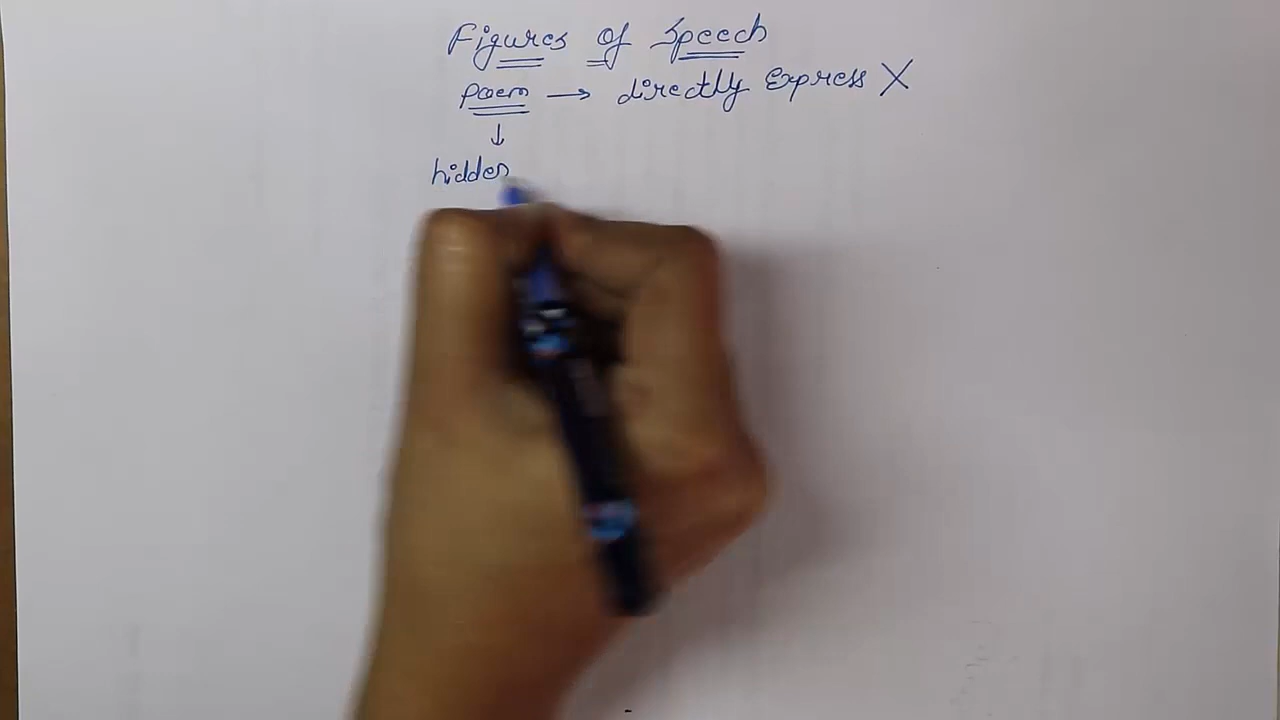 Figures of Speech
poem → directly Express X
↓
hidden